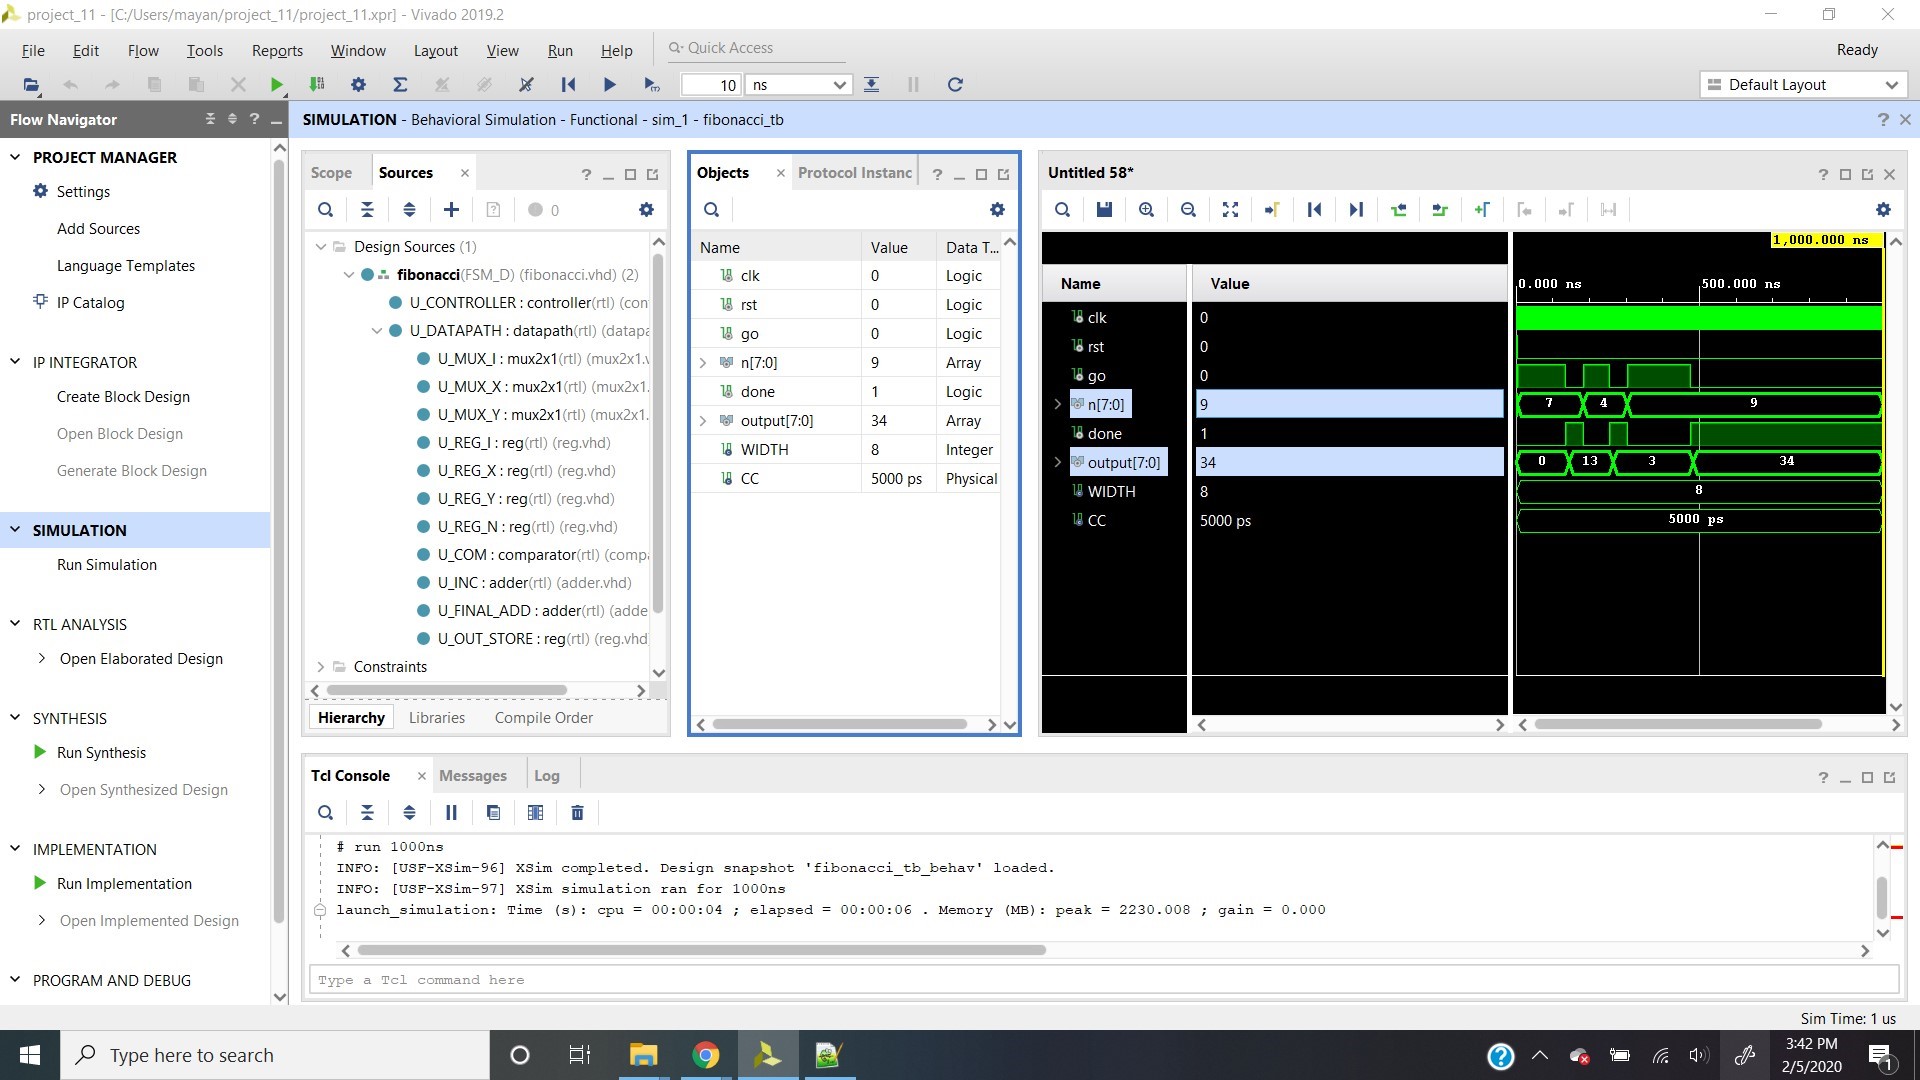 project_11 - [C:/Users/mayan/project_11/project_11.xpr] - Vivado 2019.2
File Edit Flow Tools Reports Window Layout View Run Help Quick Access Ready
10 ns Default Layout
Flow Navigator
SIMULATION - Behavioral Simulation - Functional - sim_1 - fibonacci_tb
PROJECT MANAGER
Settings
Add Sources
Language Templates
IP Catalog
IP INTEGRATOR
Create Block Design
Open Block Design
Generate Block Design
SIMULATION
Run Simulation
RTL ANALYSIS
Open Elaborated Design
SYNTHESIS
Run Synthesis
Open Synthesized Design
IMPLEMENTATION
Run Implementation
Open Implemented Design
PROGRAM AND DEBUG
Scope Sources
0
Design Sources (1)
fibonacci(FSM_D) (fibonacci.vhd) (2)
U_CONTROLLER : controller(rtl) (con
U_DATAPATH : datapath(rtl) (datapa
U_MUX_I : mux2x1(rtl) (mux2x1.v
U_MUX_X : mux2x1(rtl) (mux2x1.
U_MUX_Y : mux2x1(rtl) (mux2x1.
U_REG_I : reg(rtl) (reg.vhd)
U_REG_X : reg(rtl) (reg.vhd)
U_REG_Y : reg(rtl) (reg.vhd)
U_REG_N : reg(rtl) (reg.vhd)
U_COM : comparator(rtl) (compa
U_INC : adder(rtl) (adder.vhd)
U_FINAL_ADD : adder(rtl) (adde
U_OUT_STORE : reg(rtl) (reg.vhd
Constraints
Hierarchy Libraries Compile Order
Objects Protocol Instanc
Name Value Data T...
clk 0 Logic
rst 0 Logic
go 0 Logic
n[7:0] 9 Array
done 1 Logic
output[7:0] 34 Array
WIDTH 8 Integer
CC 5000 ps Physical
Untitled 58*
1,000.000 ns
Name Value 0.000 ns 500.000 ns
clk 0
rst 0
go 0
n[7:0] 9 7 4 9
done 1
output[7:0] 34 0 13 3 34
WIDTH 8 8
CC 5000 ps 5000 ps
Tcl Console Messages Log
# run 1000ns
INFO: [USF-XSim-96] XSim completed. Design snapshot 'fibonacci_tb_behav' loaded.
INFO: [USF-XSim-97] XSim simulation ran for 1000ns
launch_simulation: Time (s): cpu = 00:00:04 ; elapsed = 00:00:06 . Memory (MB): peak = 2230.008 ; gain = 0.000
Type a Tcl command here
Sim Time: 1 us
Type here to search
3:42 PM
2/5/2020
1